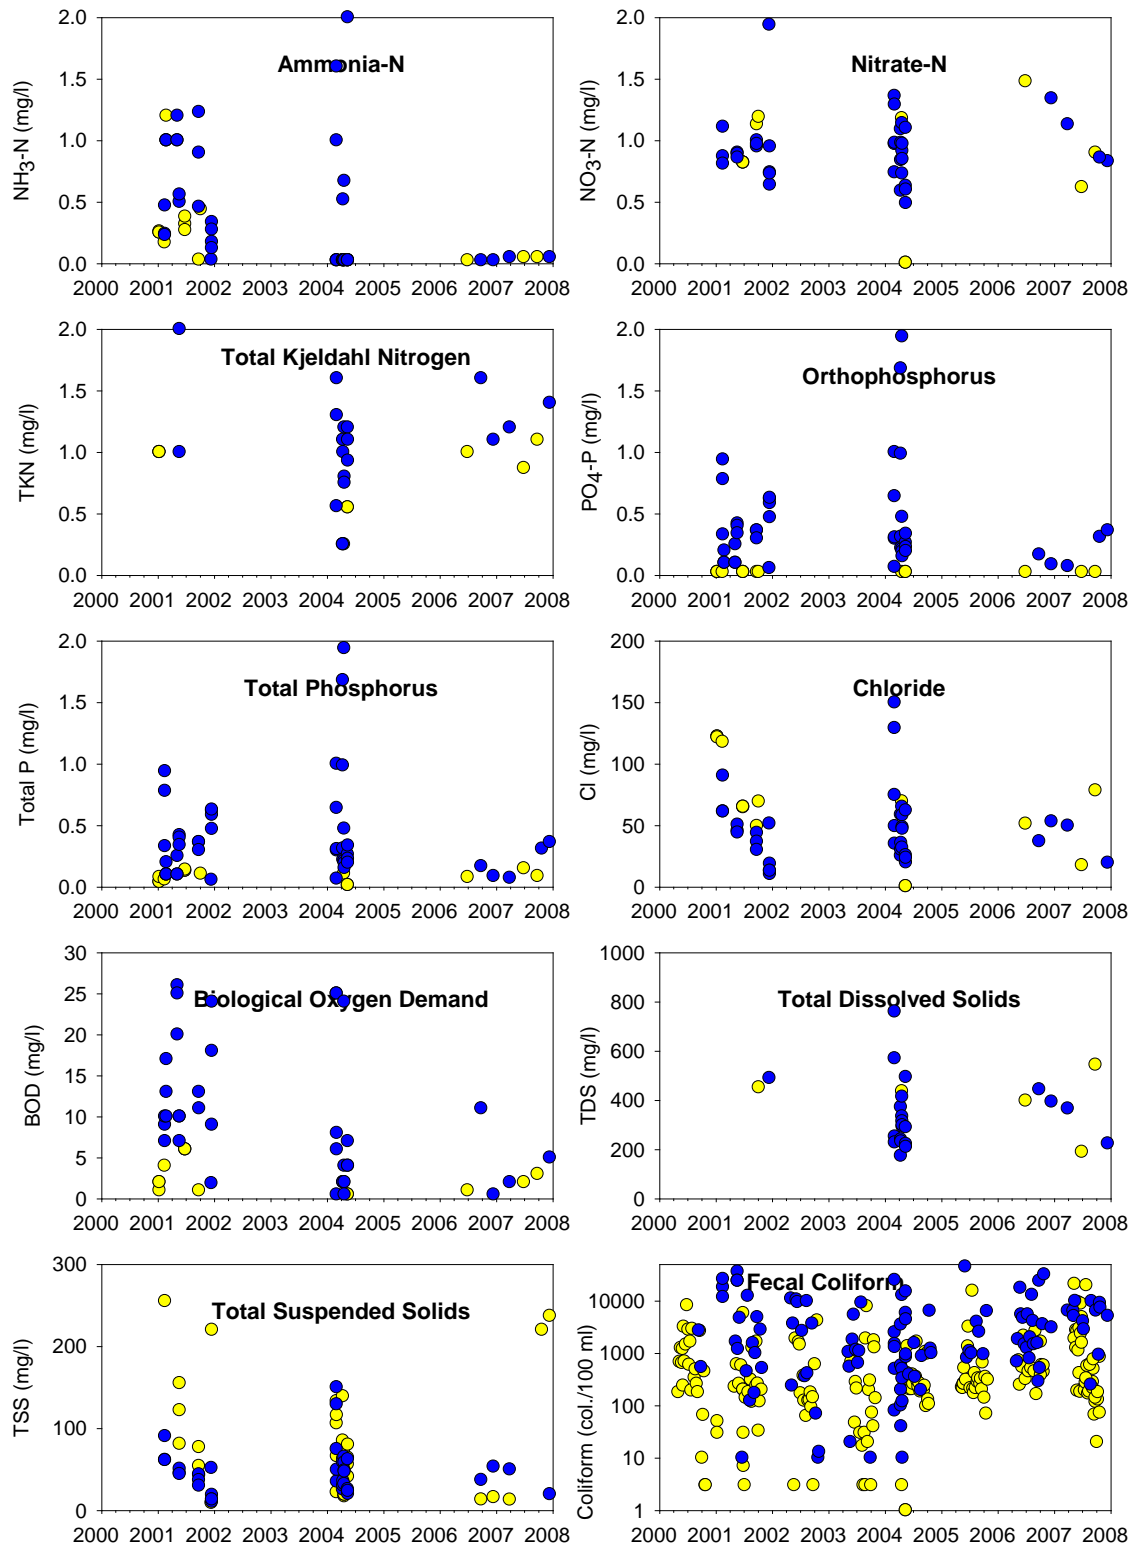 Ammonia-N
NH3-N (mg/l)
2.0
1.5
1.0
0.5
0.0
2000 2001 2002 2003 2004 2005 2006 2007 2008
Nitrate-N
NO3-N (mg/l)
2.0
1.5
1.0
0.5
0.0
2000 2001 2002 2003 2004 2005 2006 2007 2008
Total Kjeldahl Nitrogen
TKN (mg/l)
2.0
1.5
1.0
0.5
0.0
2000 2001 2002 2003 2004 2005 2006 2007 2008
Orthophosphorus
PO4-P (mg/l)
2.0
1.5
1.0
0.5
0.0
2000 2001 2002 2003 2004 2005 2006 2007 2008
Total Phosphorus
Total P (mg/l)
2.0
1.5
1.0
0.5
0.0
2000 2001 2002 2003 2004 2005 2006 2007 2008
Chloride
Cl (mg/l)
200
150
100
50
0
2000 2001 2002 2003 2004 2005 2006 2007 2008
Biological Oxygen Demand
BOD (mg/l)
30
25
20
15
10
5
0
2000 2001 2002 2003 2004 2005 2006 2007 2008
Total Dissolved Solids
TDS (mg/l)
1000
800
600
400
200
0
2000 2001 2002 2003 2004 2005 2006 2007 2008
Total Suspended Solids
TSS (mg/l)
300
200
100
0
2000 2001 2002 2003 2004 2005 2006 2007 2008
Fecal Coliform
Coliform (col./100 ml)
10000
1000
100
10
1
2000 2001 2002 2003 2004 2005 2006 2007 2008